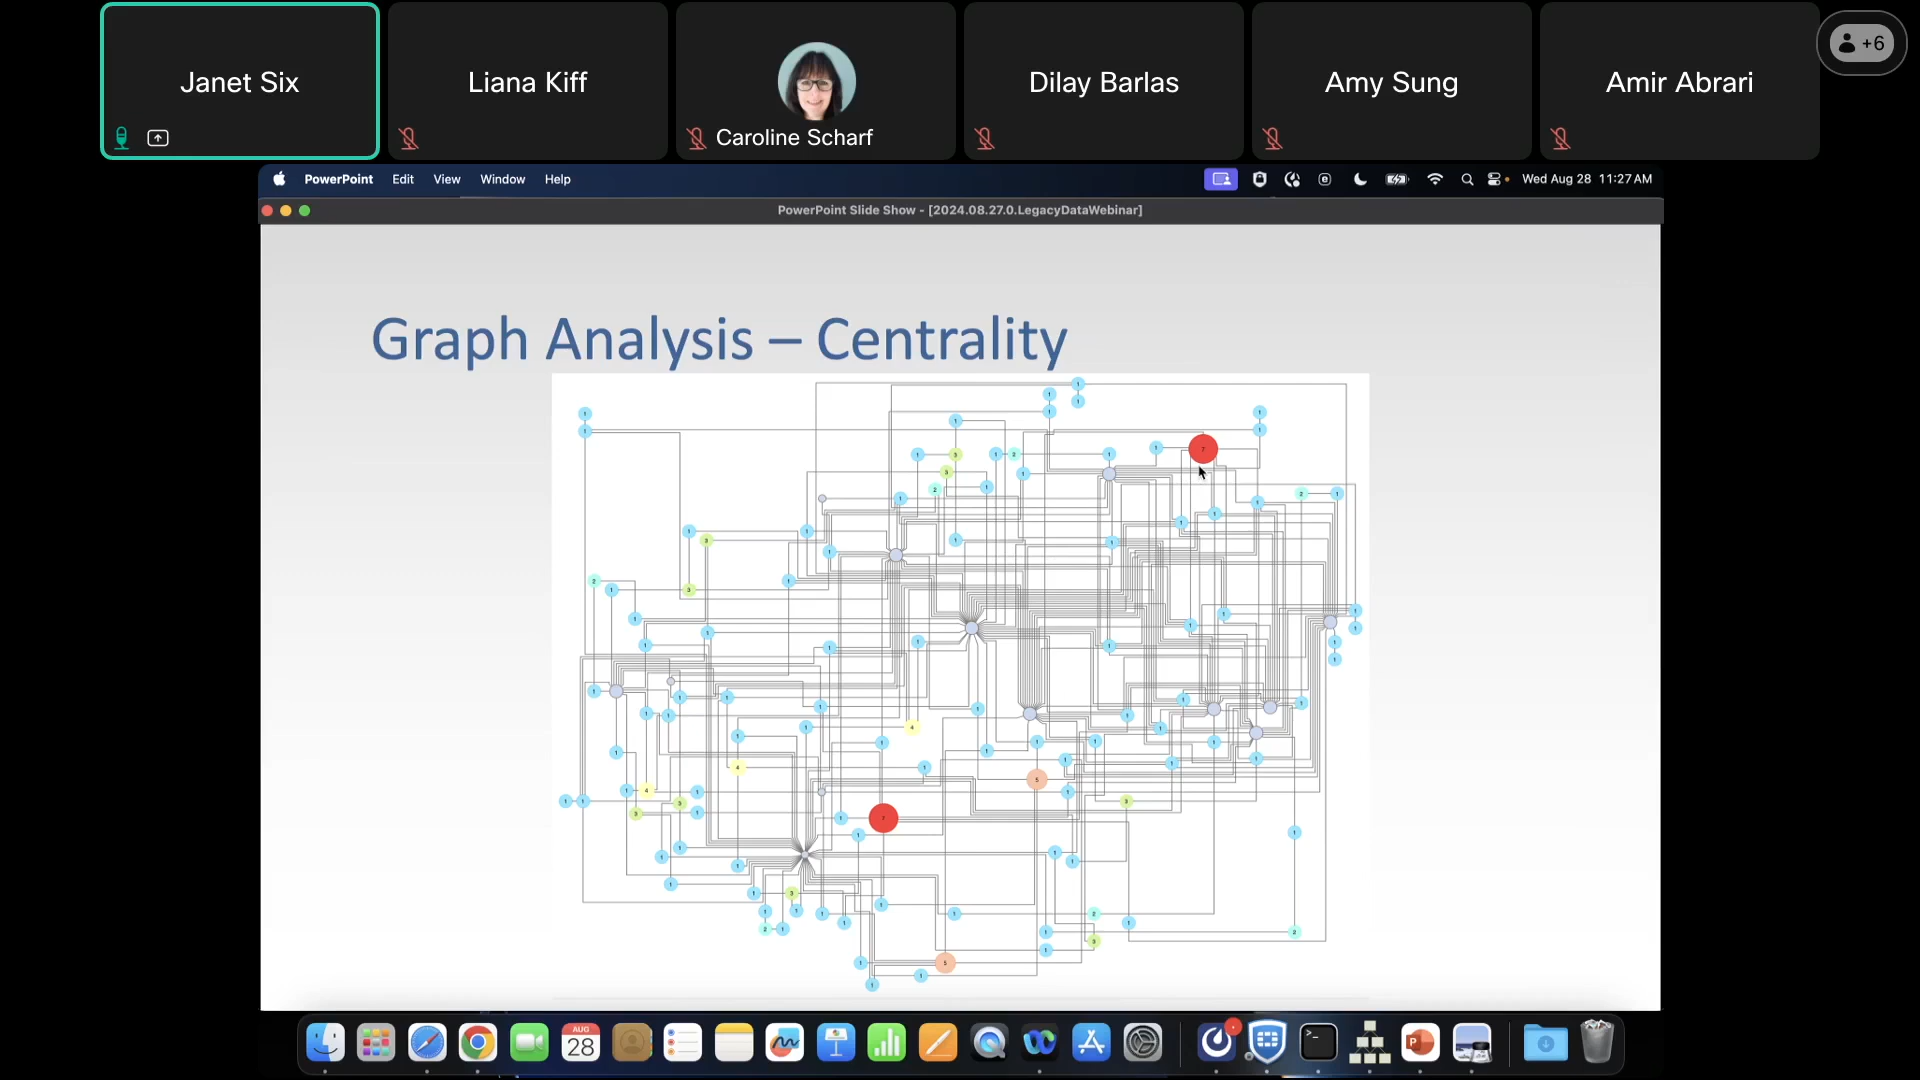 Janet Six
Liana Kiff
Caroline Scharf
Dilay Barlas
Amy Sung
Amir Abrari
+6
PowerPoint Edit View Window Help
Wed Aug 28 11:27 AM
PowerPoint Slide Show - [2024.08.27.0.LegacyDataWebinar]
Graph Analysis – Centrality
AUG
28